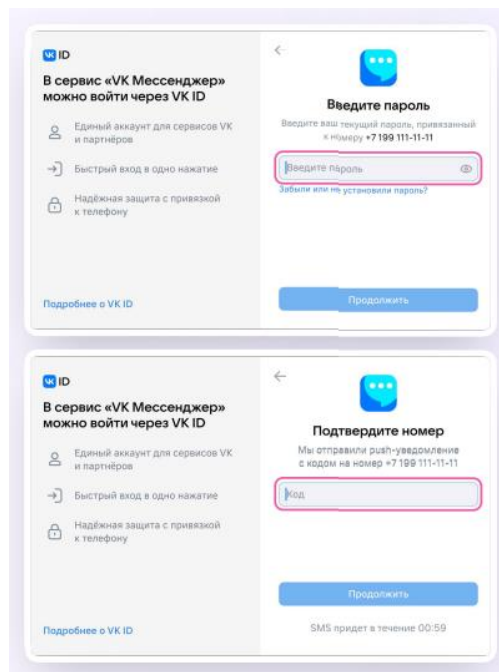 VK ID
В сервис «VK Мессенджер»
можно войти через VK ID
Единый аккаунт для сервисов VK
и партнёров
Быстрый вход в одно нажатие
Надёжная защита с привязкой
к телефону
Подробнее о VK ID
Введите пароль
Введите ваш текущий пароль, привязанный
к номеру +7 199 111-11-11
Введите пароль
Забыли или не установили пароль?
Продолжить
VK ID
В сервис «VK Мессенджер»
можно войти через VK ID
Единый аккаунт для сервисов VK
и партнёров
Быстрый вход в одно нажатие
Надёжная защита с привязкой
к телефону
Подробнее о VK ID
Подтвердите номер
Мы отправили push-уведомление
с кодом на номер +7 199 111-11-11
Код
Продолжить
SMS придет в течение 00:59